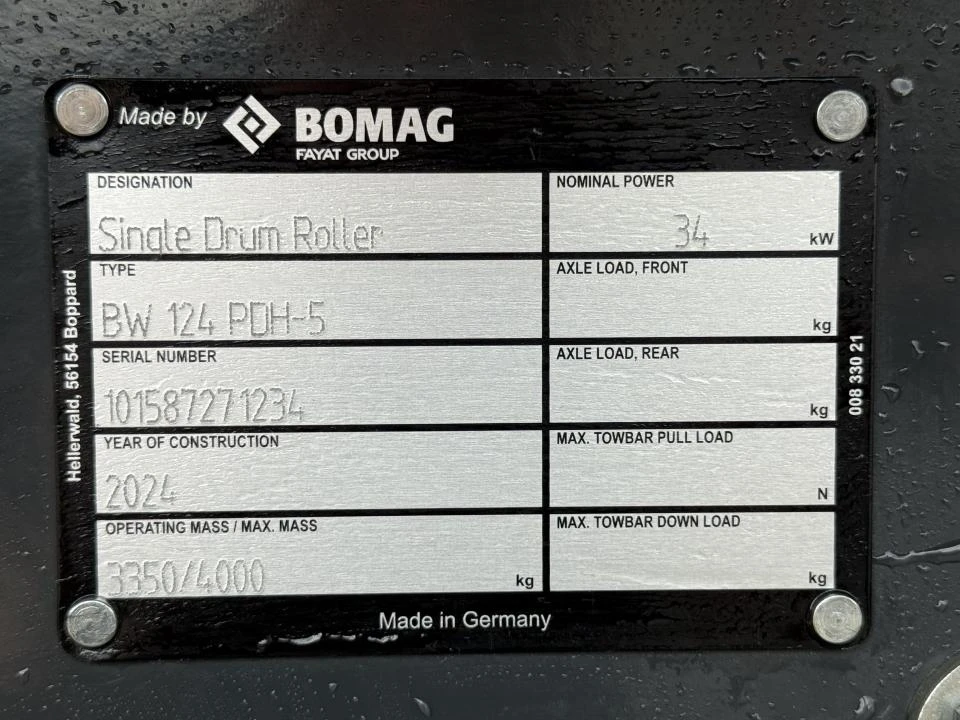 Made by BOMAG
FAYAT GROUP
DESIGNATION
Single Drum Roller
NOMINAL POWER
34 kW
TYPE
BW 124 PDH-5
AXLE LOAD, FRONT
kg
SERIAL NUMBER
101587271234
AXLE LOAD, REAR
kg
YEAR OF CONSTRUCTION
2024
MAX. TOWBAR PULL LOAD
N
OPERATING MASS / MAX. MASS
3350/4000 kg
MAX. TOWBAR DOWN LOAD
kg
Hellerwald, 56154 Boppard
008 330 21
Made in Germany